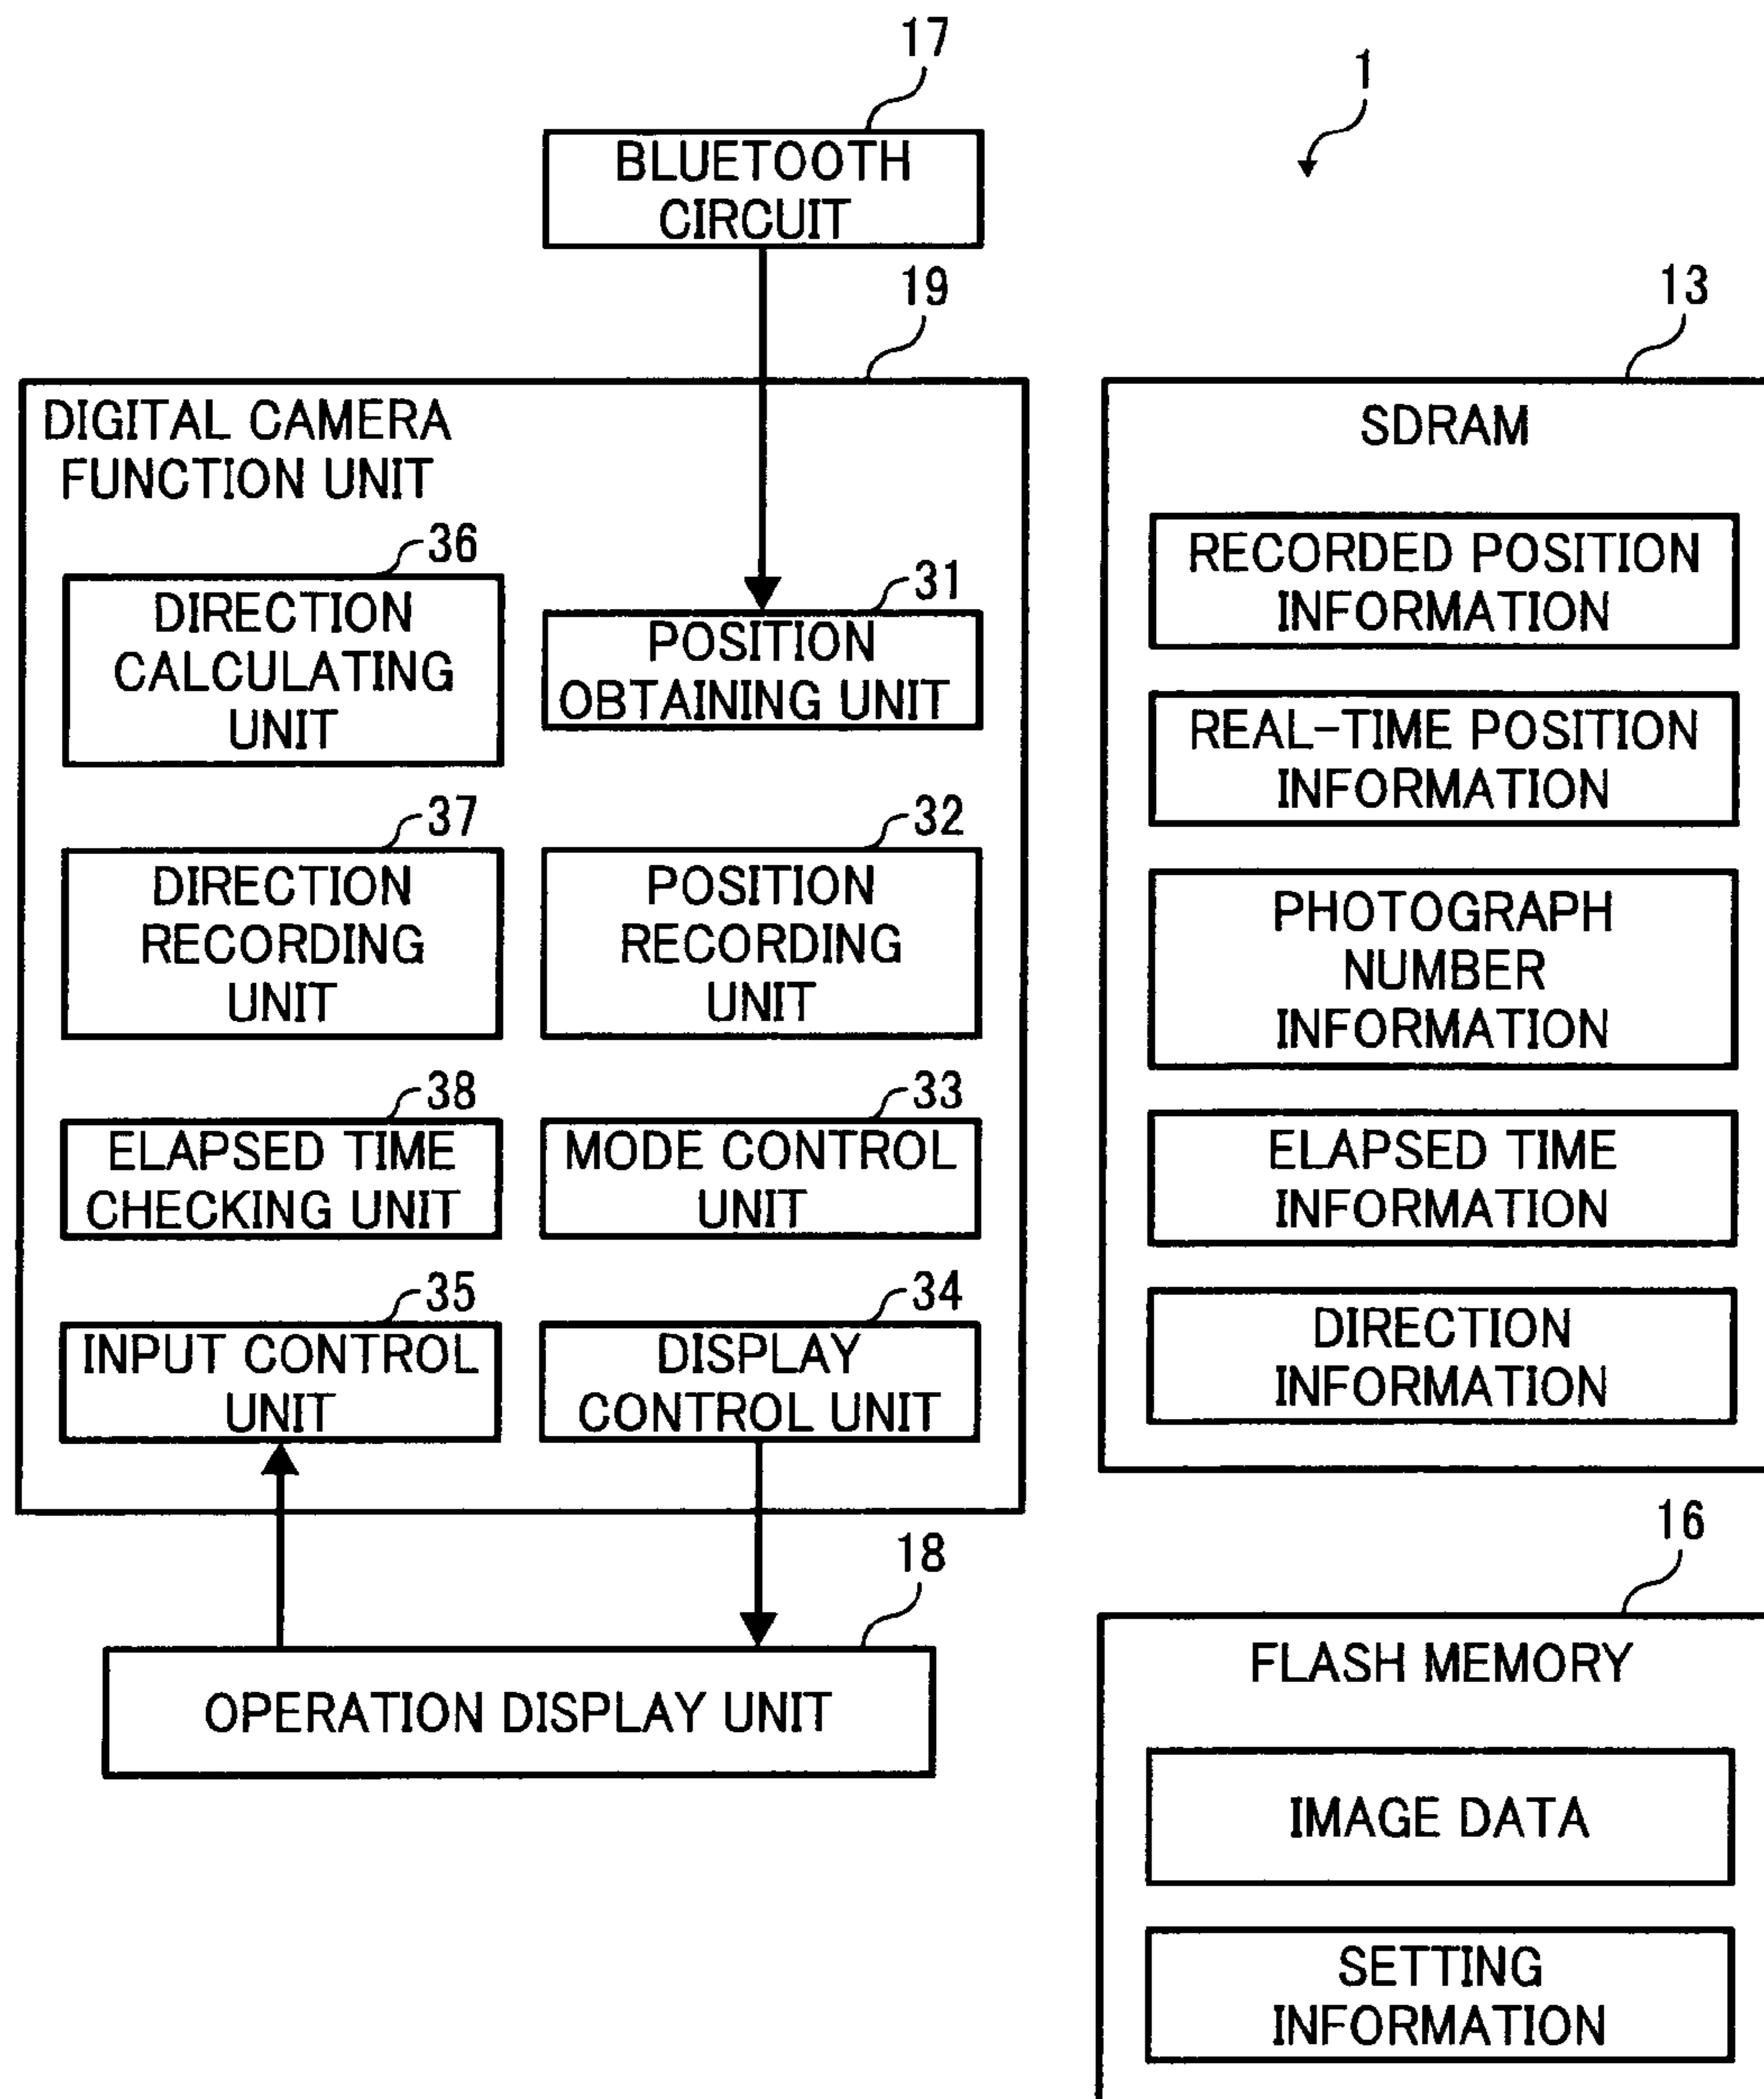 17
1
BLUETOOTH
CIRCUIT
19
13
DIGITAL CAMERA
FUNCTION UNIT
36
DIRECTION
CALCULATING
UNIT
31
POSITION
OBTAINING UNIT
37
DIRECTION
RECORDING
UNIT
32
POSITION
RECORDING
UNIT
38
ELAPSED TIME
CHECKING UNIT
33
MODE CONTROL
UNIT
35
INPUT CONTROL
UNIT
34
DISPLAY
CONTROL UNIT
18
OPERATION DISPLAY UNIT
SDRAM
RECORDED POSITION
INFORMATION
REAL-TIME POSITION
INFORMATION
PHOTOGRAPH
NUMBER
INFORMATION
ELAPSED TIME
INFORMATION
DIRECTION
INFORMATION
16
FLASH MEMORY
IMAGE DATA
SETTING
INFORMATION